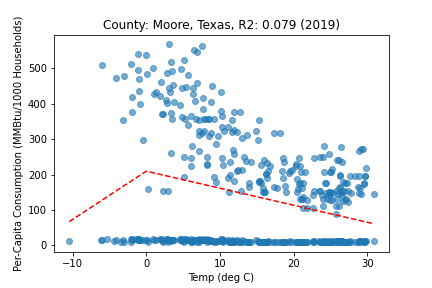 County: Moore, Texas, R2: 0.079 (2019)
Per-Capita Consumption (MMBtu/1000 Households)
500
400
300
200
100
0
−10 0 10 20 30
Temp (deg C)